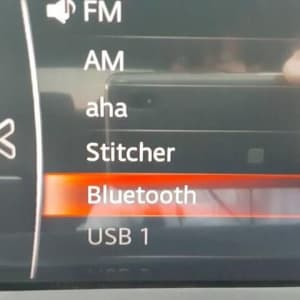 FM
AM
aha
Stitcher
Bluetooth
USB 1